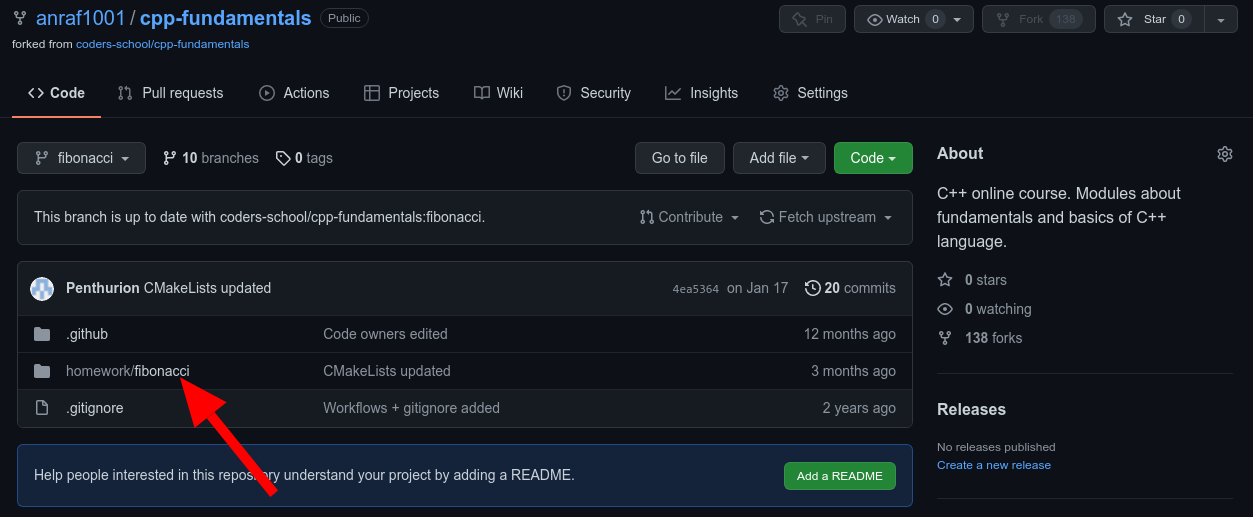 anraf1001 / cpp-fundamentals Public Pin Watch 0 Fork 138 Star 0
forked from coders-school/cpp-fundamentals
Code Pull requests Actions Projects Wiki Security Insights Settings
fibonacci 10 branches 0 tags Go to file Add file Code
This branch is up to date with coders-school/cpp-fundamentals:fibonacci. Contribute Fetch upstream
Penthurion CMakeLists updated 4ea5364 on Jan 17 20 commits
.github Code owners edited 12 months ago
homework/fibonacci CMakeLists updated 3 months ago
.gitignore Workflows + gitignore added 2 years ago
Help people interested in this repository understand your project by adding a README. Add a README
About
C++ online course. Modules about
fundamentals and basics of C++
language.
0 stars
0 watching
138 forks
Releases
No releases published
Create a new release